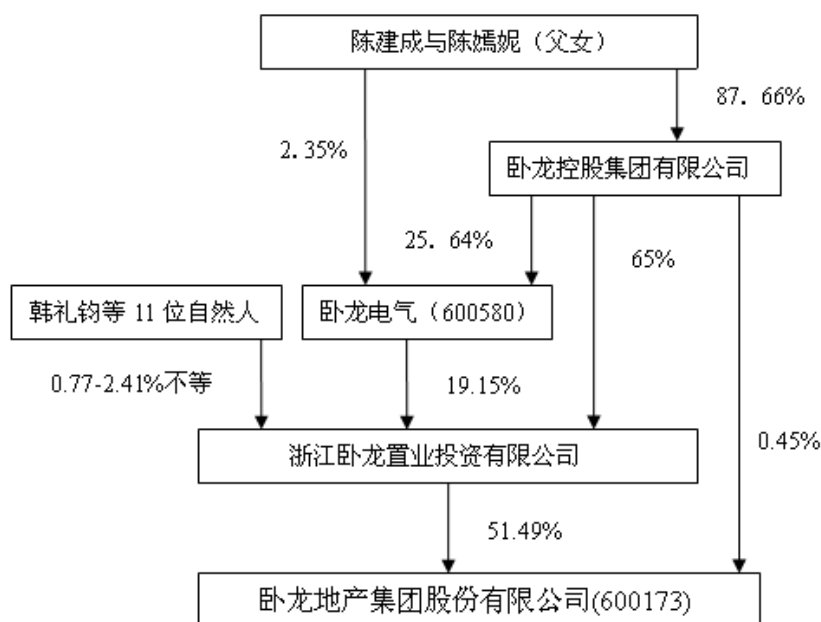 陈建成与陈嫣妮（父女）
87. 66%
2.35%
卧龙控股集团有限公司
25. 64%
65%
韩礼钧等 11 位自然人
卧龙电气（600580）
0.77-2.41%不等
19.15%
0.45%
浙江卧龙置业投资有限公司
51.49%
卧龙地产集团股份有限公司(600173)